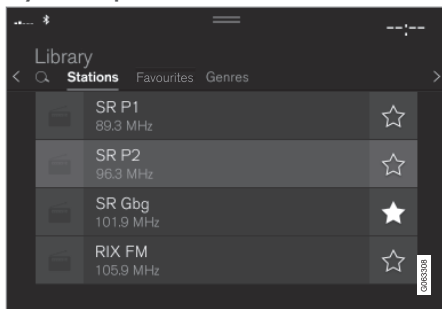 --:--
Library
Stations Favourites Genres
SR P1
89.3 MHz
SR P2
96.3 MHz
SR Gbg
101.9 MHz
RIX FM
105.9 MHz
G063308